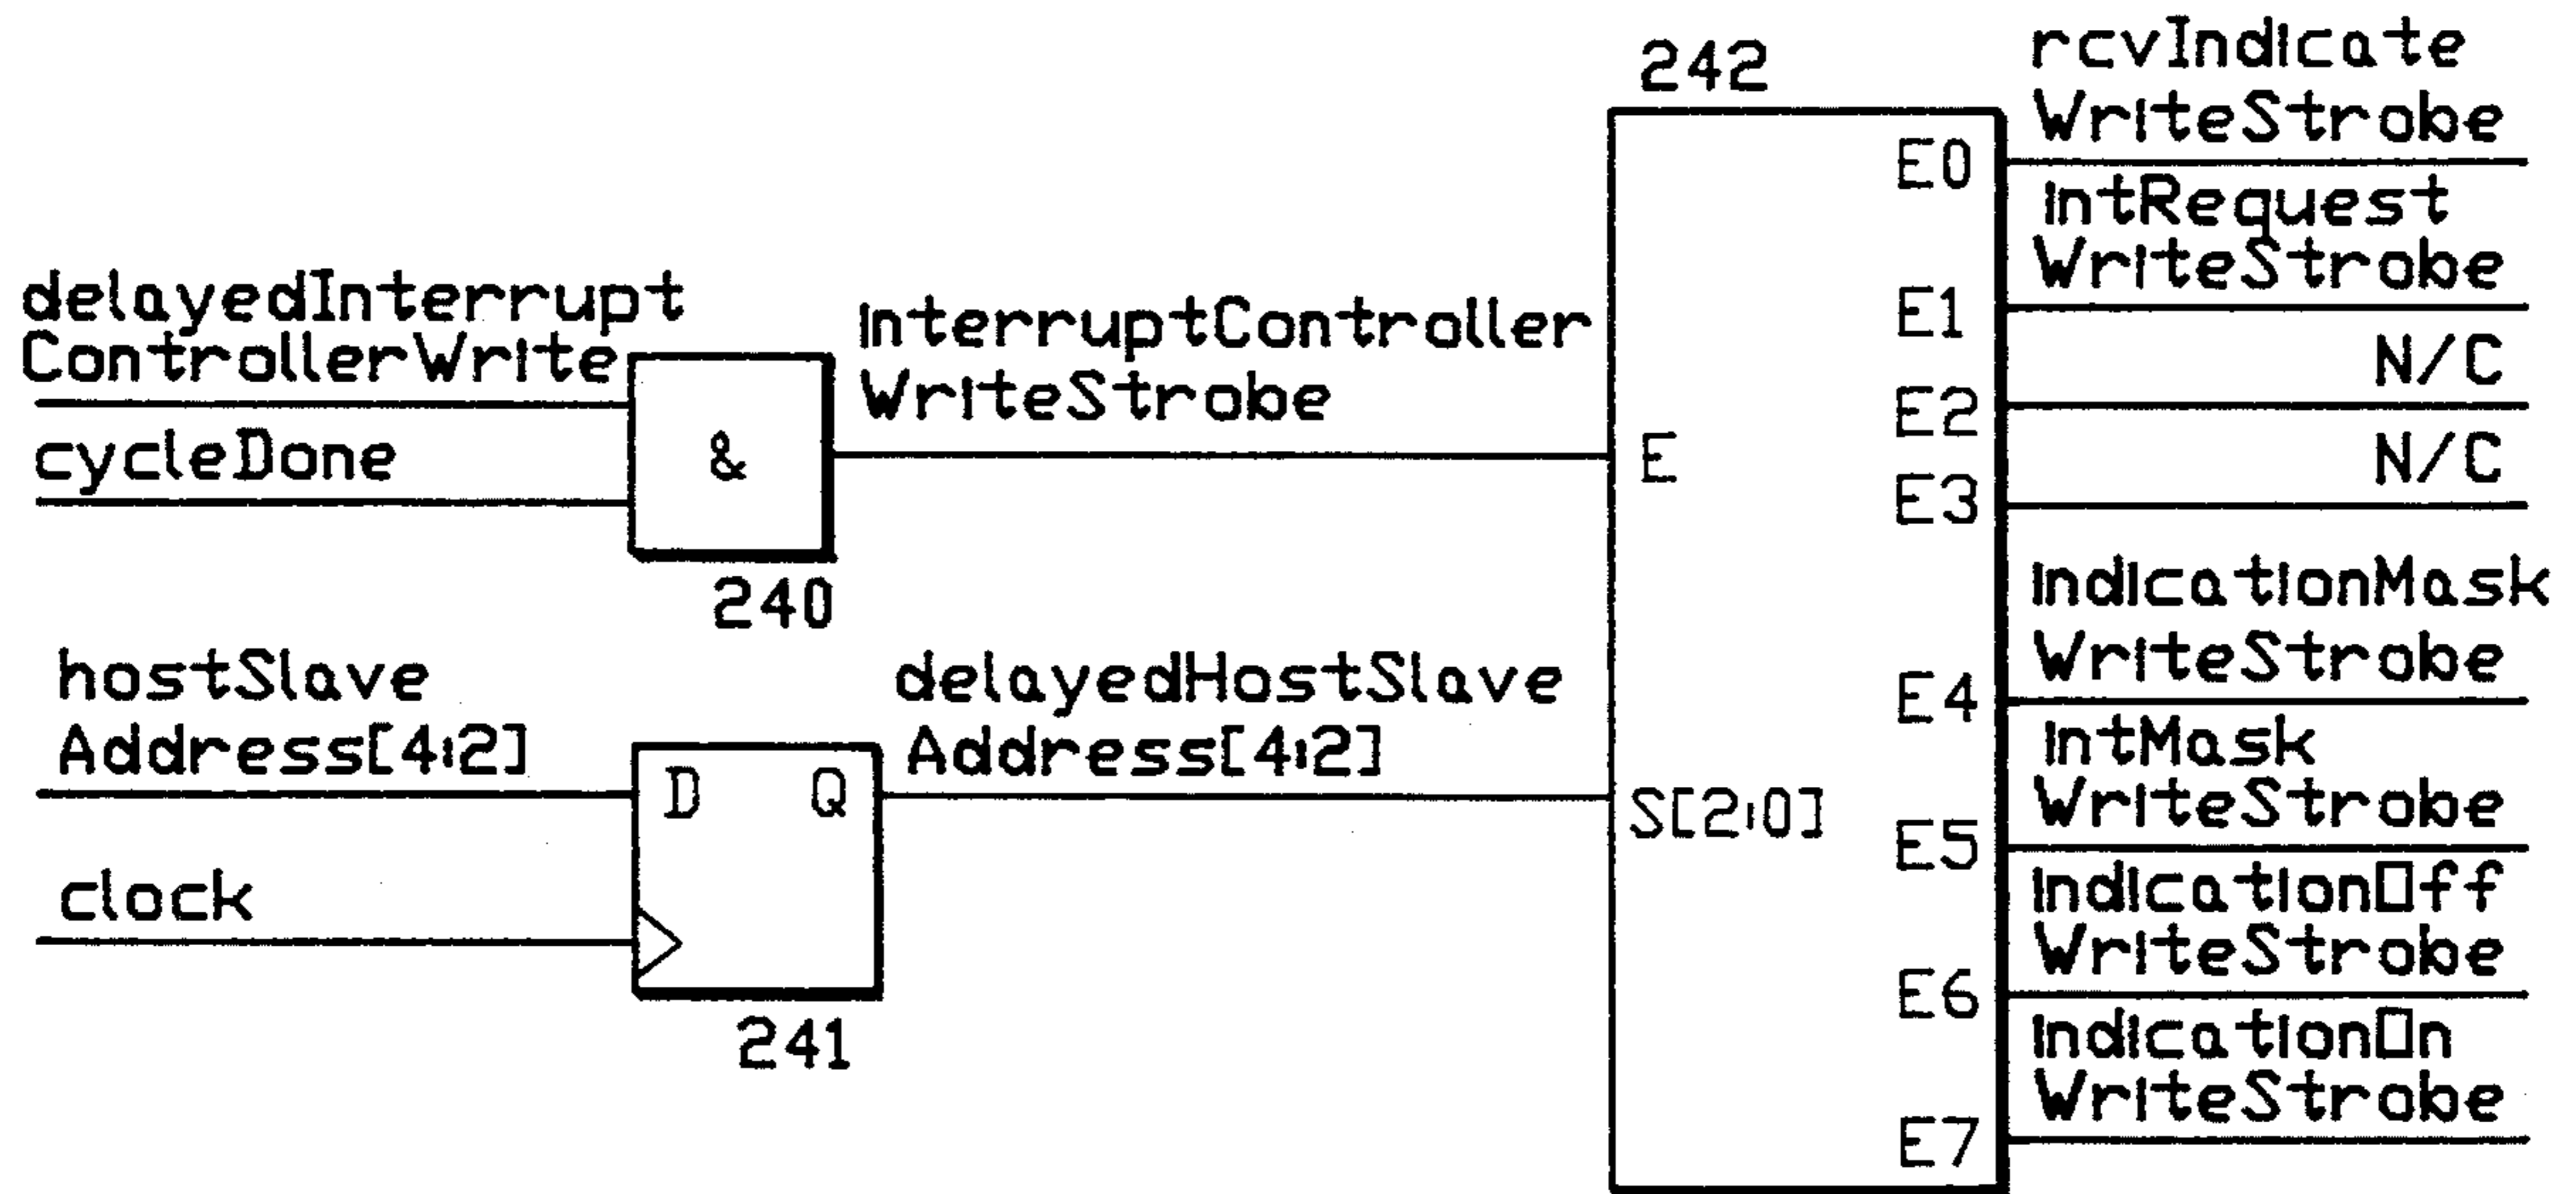 delayedInterrupt
ControllerWrite
cycleDone
&
240
interruptController
WriteStrobe
hostSlave
Address[4:2]
clock
D Q
241
delayedHostSlave
Address[4:2]
242
E
S[2:0]
E0
E1
E2
E3
E4
E5
E6
E7
rcvIndicate
WriteStrobe
intRequest
WriteStrobe
N/C
N/C
indicationMask
WriteStrobe
intMask
WriteStrobe
indicationOff
WriteStrobe
indicationOn
WriteStrobe